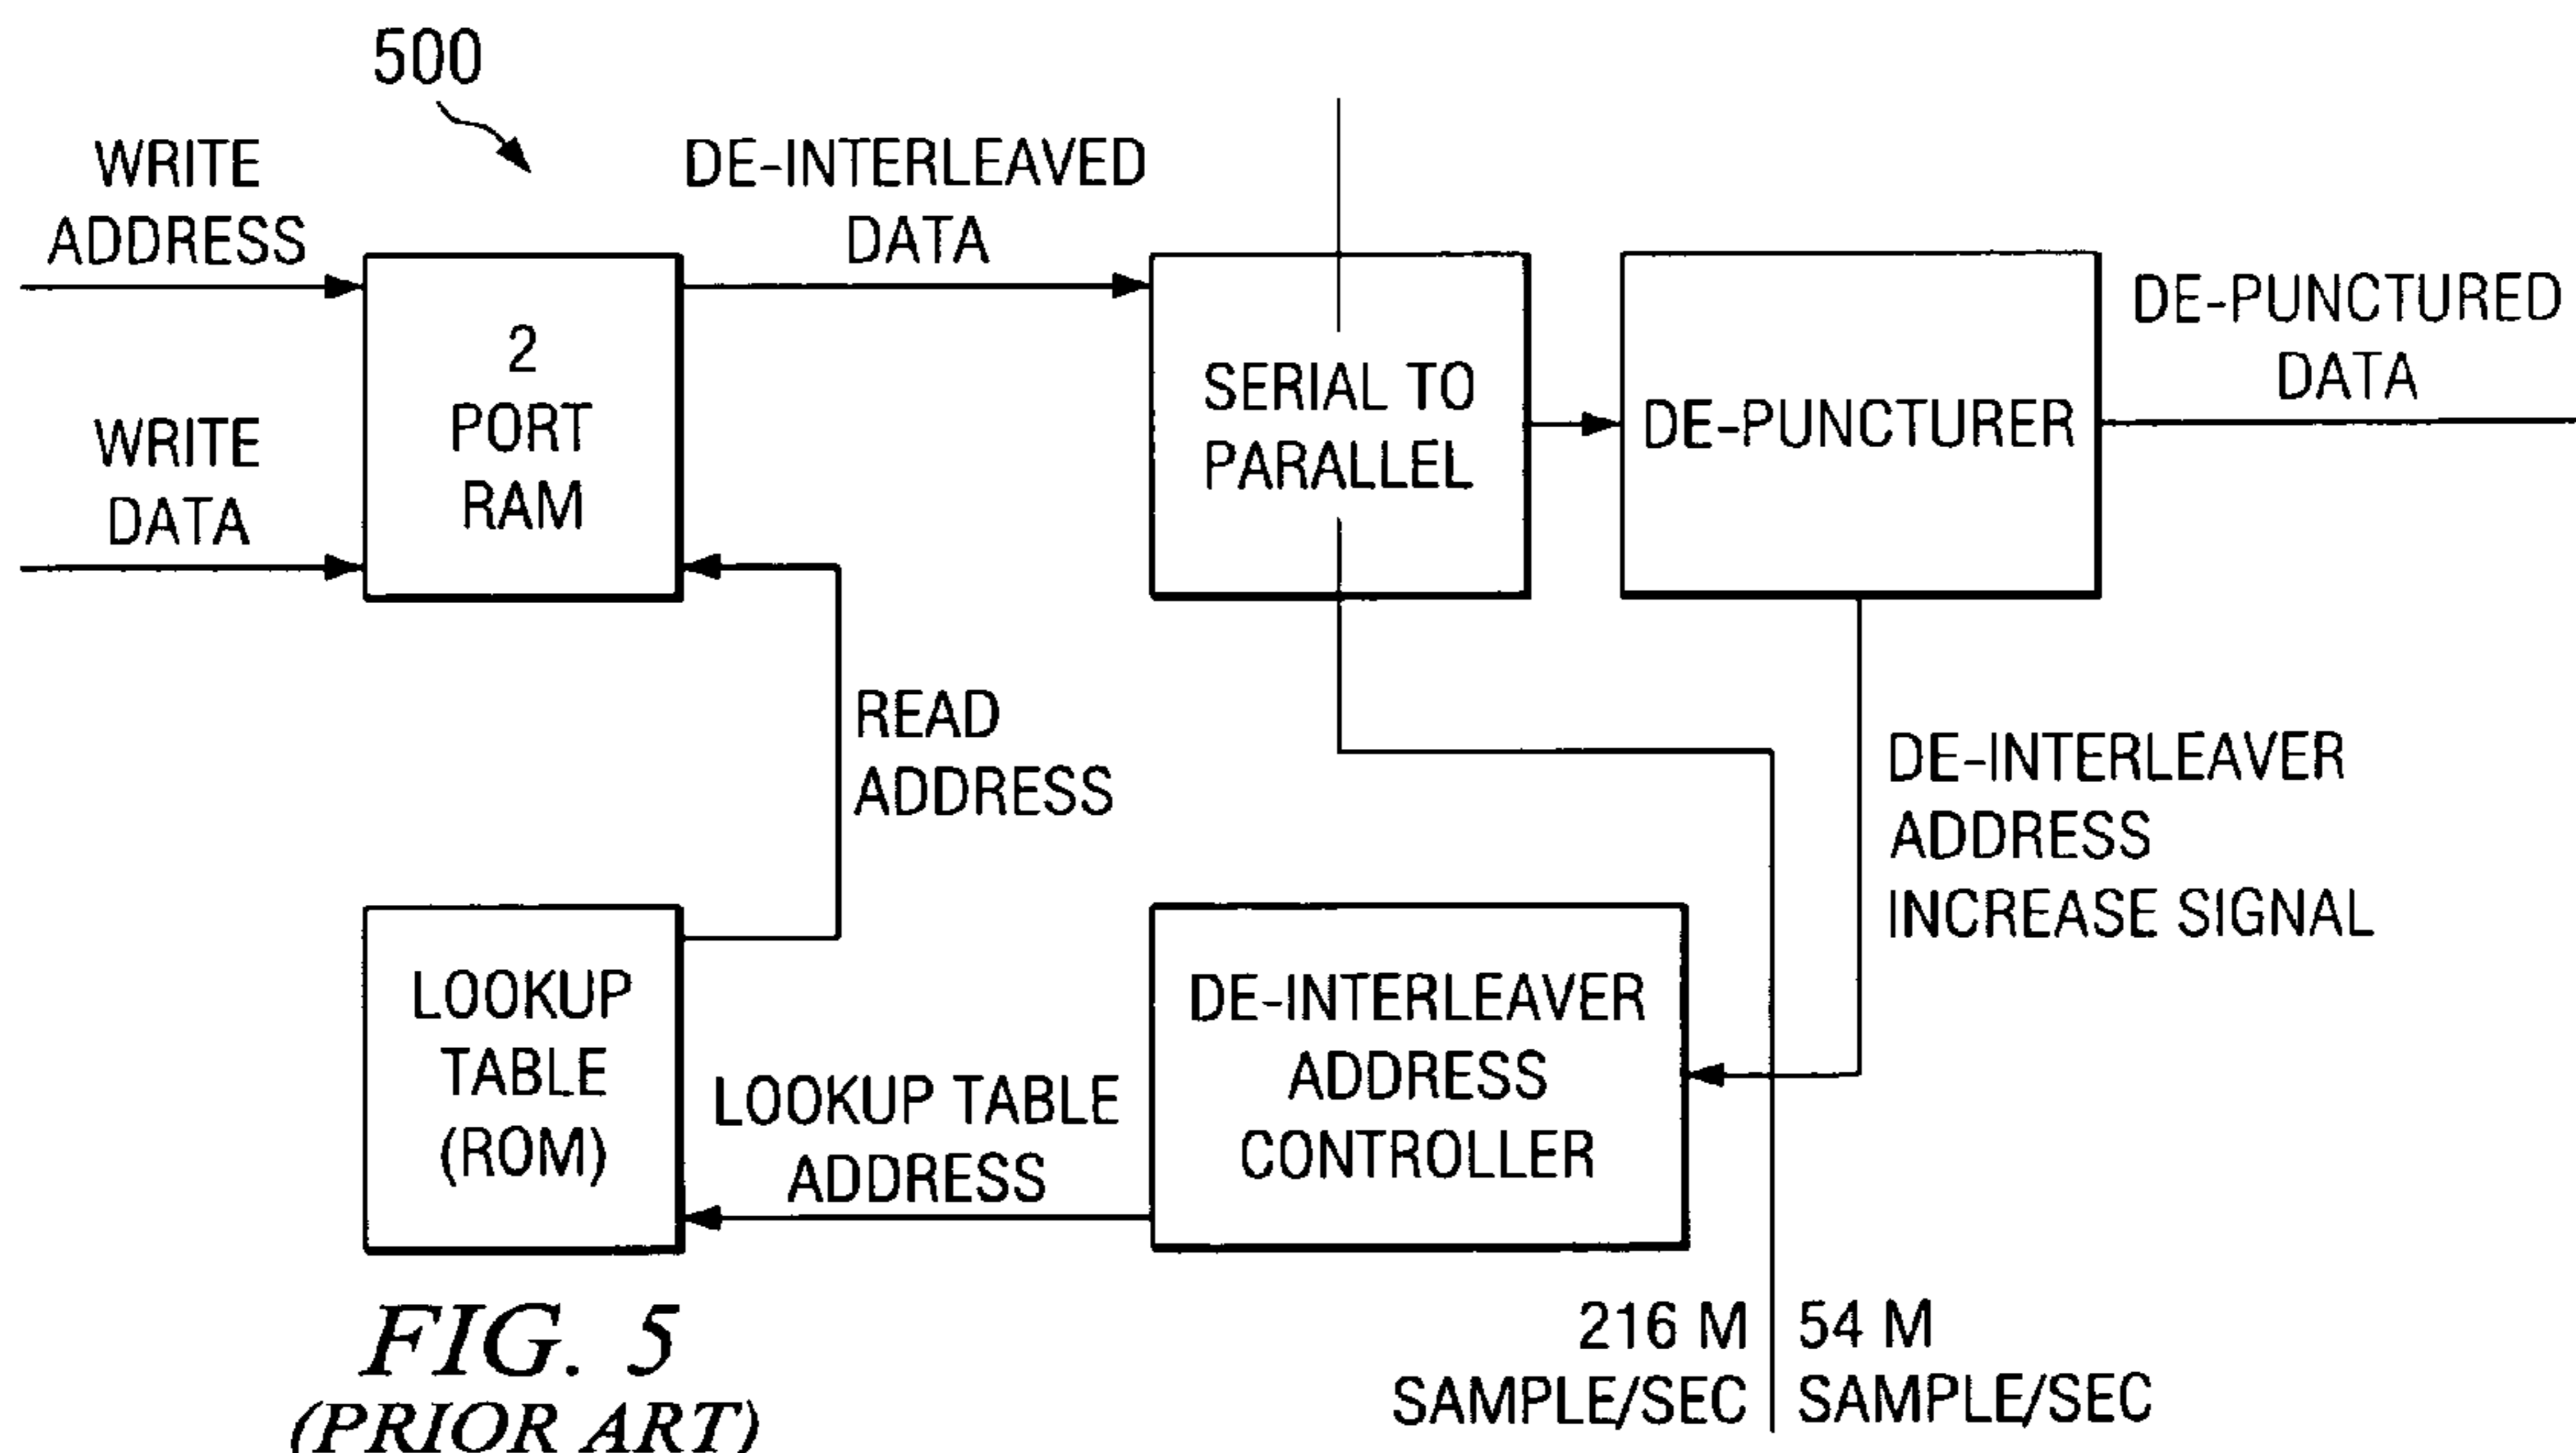 500
WRITE
ADDRESS
DE-INTERLEAVED
DATA
2
PORT
RAM
WRITE
DATA
SERIAL TO
PARALLEL
DE-PUNCTURER
DE-PUNCTURED
DATA
READ
ADDRESS
DE-INTERLEAVER
ADDRESS
INCREASE SIGNAL
LOOKUP
TABLE
(ROM)
LOOKUP TABLE
ADDRESS
DE-INTERLEAVER
ADDRESS
CONTROLLER
216 M
SAMPLE/SEC
54 M
SAMPLE/SEC
FIG. 5
(PRIOR ART)